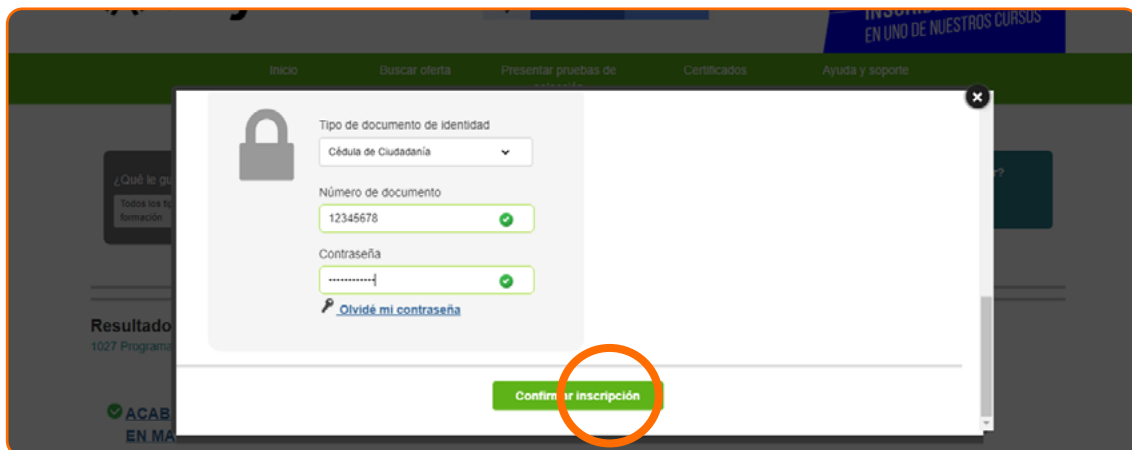 EN UNO DE NUESTROS CURSOS
Inicio
Buscar oferta
Presentar pruebas de
Certificados
Ayuda y soporte
Tipo de documento de identidad
Cédula de Ciudadanía
¿Qué le gu
r?
Todos los
formación
Número de documento
12345678
Contraseña
Olvidé mi contraseña
Resultado
1027 Programa
Confirmar inscripción
ACAB
EN MA